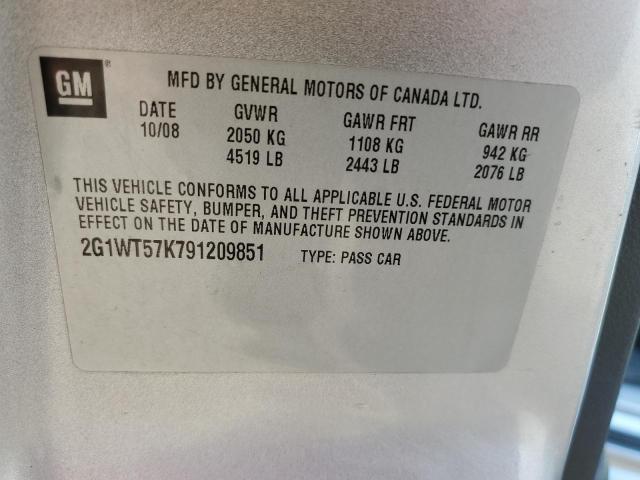 GM ®
MFD BY GENERAL MOTORS OF CANADA LTD.
DATE GVWR GAWR FRT GAWR RR
10/08 2050 KG 1108 KG 942 KG
4519 LB 2443 LB 2076 LB
THIS VEHICLE CONFORMS TO ALL APPLICABLE U.S. FEDERAL MOTOR
VEHICLE SAFETY, BUMPER, AND THEFT PREVENTION STANDARDS IN
EFFECT ON THE DATE OF MANUFACTURE SHOWN ABOVE.
2G1WT57K791209851 TYPE: PASS CAR